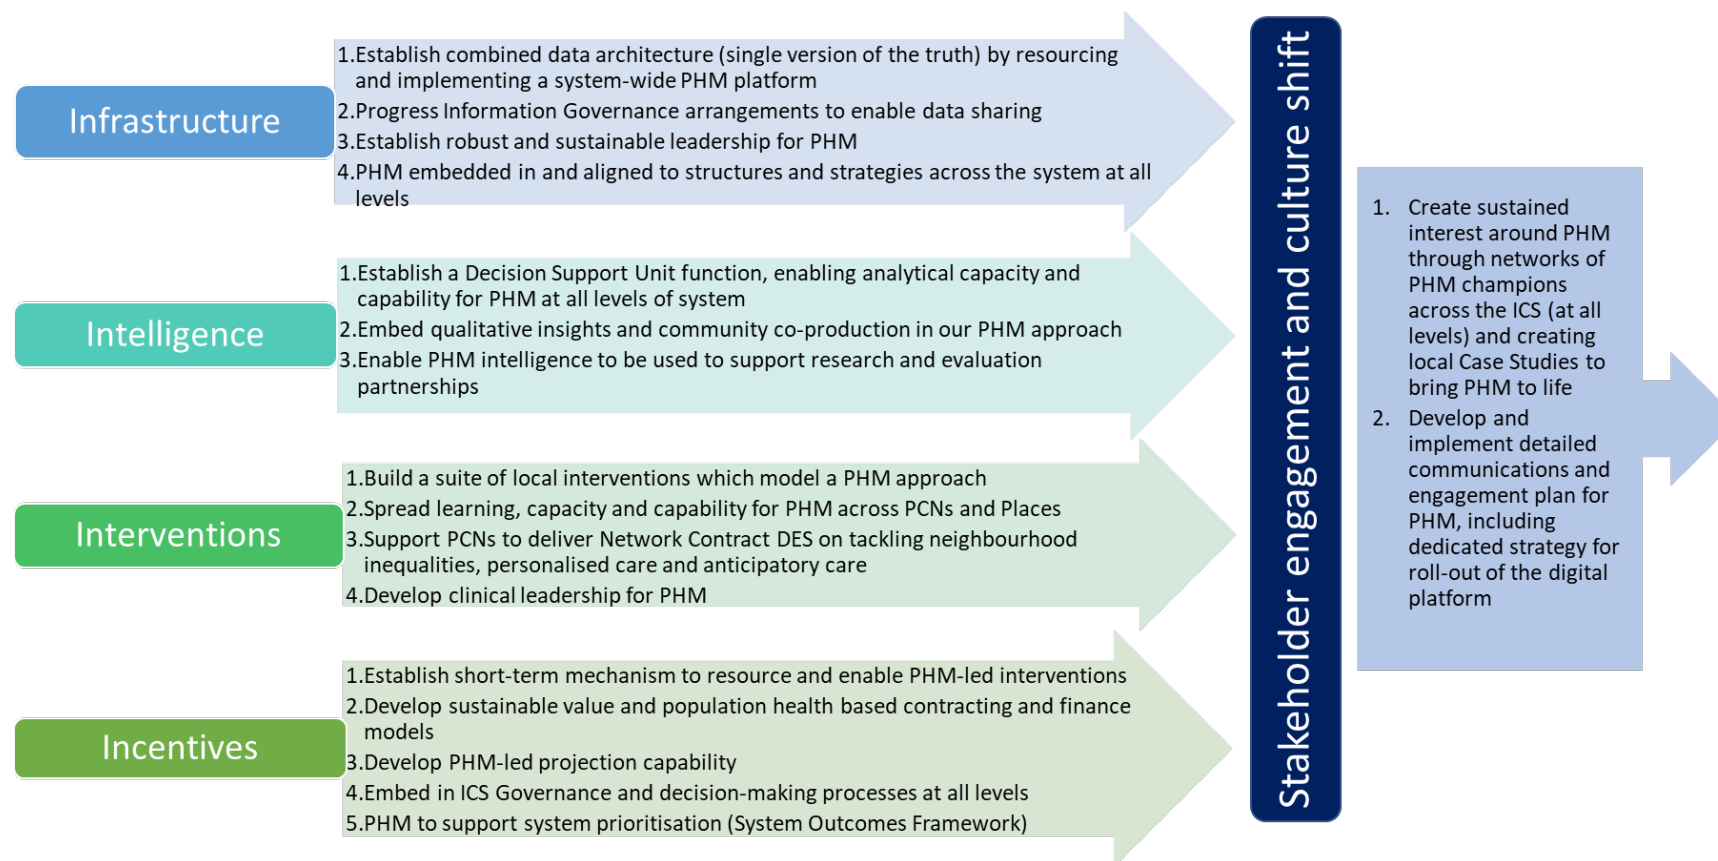 Infrastructure
1.Establish combined data architecture (single version of the truth) by resourcing
and implementing a system-wide PHM platform
2.Progress Information Governance arrangements to enable data sharing
3.Establish robust and sustainable leadership for PHM
4.PHM embedded in and aligned to structures and strategies across the system at all
levels
Intelligence
1.Establish a Decision Support Unit function, enabling analytical capacity and
capability for PHM at all levels of system
2.Embed qualitative insights and community co-production in our PHM approach
3.Enable PHM intelligence to be used to support research and evaluation
partnerships
Interventions
1.Build a suite of local interventions which model a PHM approach
2.Spread learning, capacity and capability for PHM across PCNs and Places
3.Support PCNs to deliver Network Contract DES on tackling neighbourhood
inequalities, personalised care and anticipatory care
4.Develop clinical leadership for PHM
Incentives
1.Establish short-term mechanism to resource and enable PHM-led interventions
2.Develop sustainable value and population health based contracting and finance
models
3.Develop PHM-led projection capability
4.Embed in ICS Governance and decision-making processes at all levels
5.PHM to support system prioritisation (System Outcomes Framework)
Stakeholder engagement and culture shift
1. Create sustained
interest around PHM
through networks of
PHM champions
across the ICS (at all
levels) and creating
local Case Studies to
bring PHM to life
2. Develop and
implement detailed
communications and
engagement plan for
PHM, including
dedicated strategy for
roll-out of the digital
platform